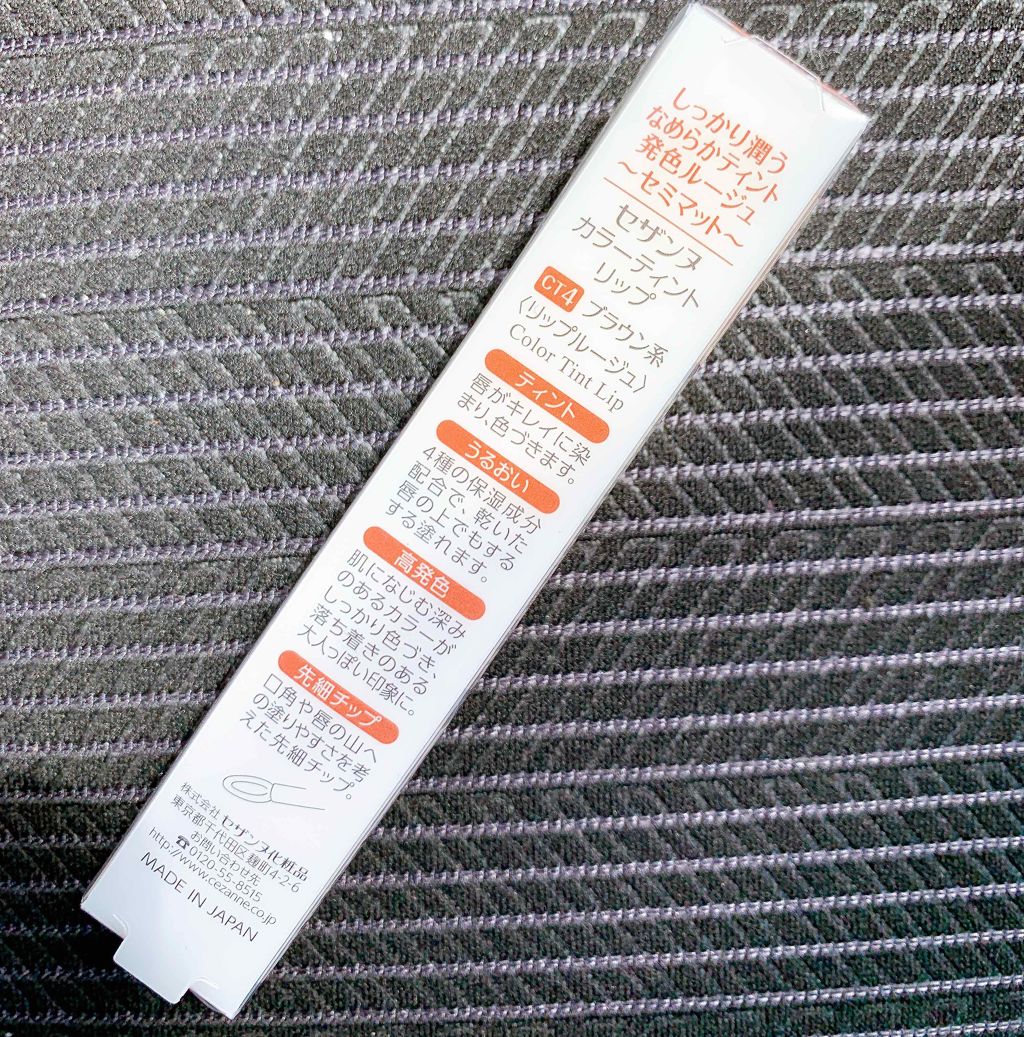 しっかり潤う
なめらかティント
発色ルージュ
〜セミマット〜
セザンヌ
カラーティント
リップ
CT4 ブラウン系
〈リップルージュ〉
Color Tint Lip
ティント
唇がキレイに染
まり、色づきます。
うるおい
4種の保湿成分
配合で、乾いた
唇の上でもする
する塗れます。
高発色
肌になじむ深み
のあるカラーが
しっかり色づき、
落ち着きのある
大人っぽい印象に。
先細チップ
口角や唇の山へ
の塗りやすさを考
えた先細チップ。
株式会社 セザンヌ化粧品
東京都千代田区麹町4-2-6
お問い合わせ先
☎0120-55-8515
http://www.cezanne.co.jp
MADE IN JAPAN